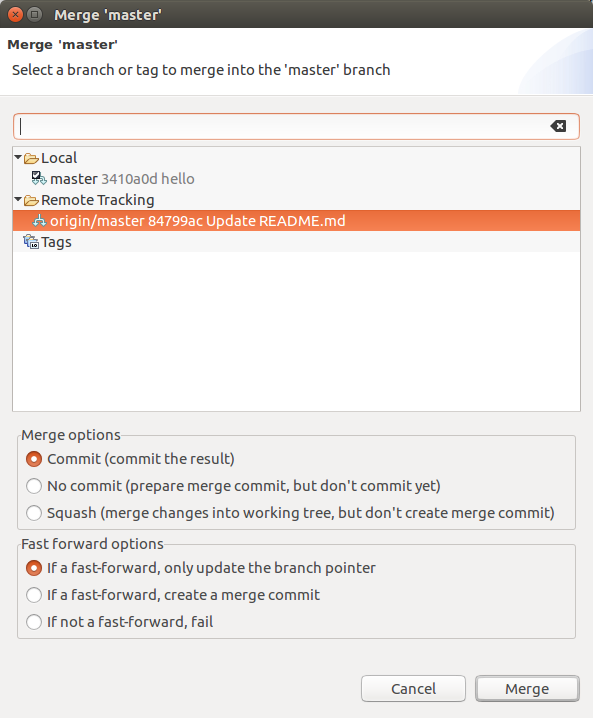 Merge 'master'
Merge 'master'
Select a branch or tag to merge into the 'master' branch
Local
master 3410a0d hello
Remote Tracking
origin/master 84799ac Update README.md
Tags
Merge options
Commit (commit the result)
No commit (prepare merge commit, but don't commit yet)
Squash (merge changes into working tree, but don't create merge commit)
Fast forward options
If a fast-forward, only update the branch pointer
If a fast-forward, create a merge commit
If not a fast-forward, fail
Cancel Merge